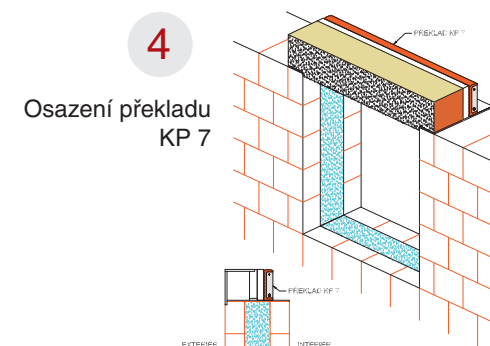 4
Osazení překladu
KP 7
PŘEKLAD KP 7
PŘEKLAD KP 7
EXTERIÉR
INTERIÉR